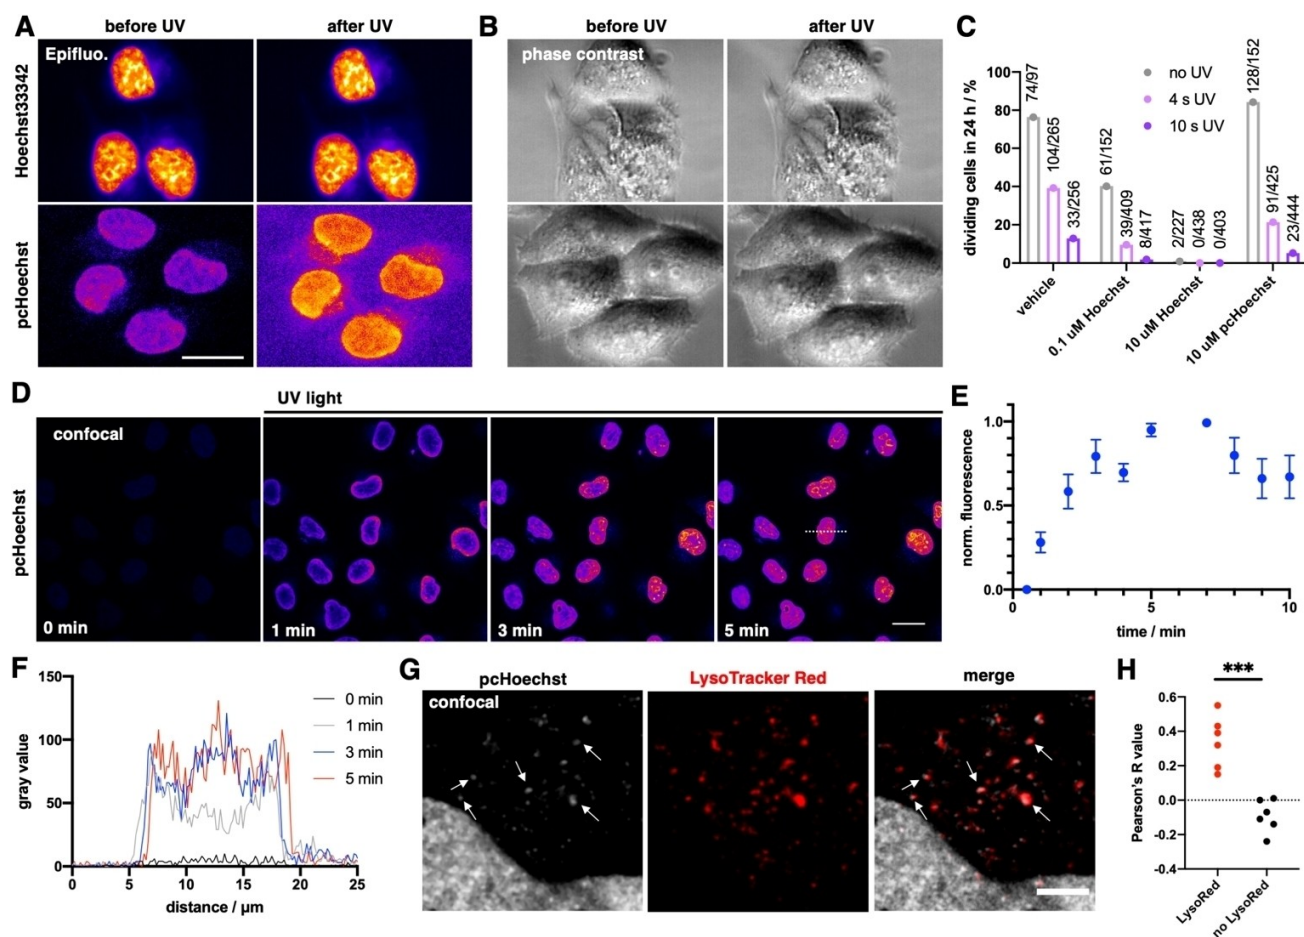 A
before UV
after UV
Hoechst33342
Epifluo.
pcHoechst
B
before UV
after UV
phase contrast
C
dividing cells in 24 h / %
100
80
60
40
20
0
74/97
104/265
33/256
61/152
39/409
8/417
2/227
0/438
0/403
128/152
91/425
23/444
no UV
4 s UV
10 s UV
vehicle
0.1 uM Hoechst
10 uM Hoechst
10 uM pcHoechst
D
UV light
pcHoechst
confocal
0 min
1 min
3 min
5 min
E
norm. fluorescence
1.0
0.5
0.0
0
5
10
time / min
F
gray value
150
100
50
0
0
5
10
15
20
25
distance / µm
0 min
1 min
3 min
5 min
G
pcHoechst
LysoTracker Red
merge
confocal
H
***
Pearson's R value
0.6
0.4
0.2
0.0
-0.2
-0.4
LysoRed
no LysoRed